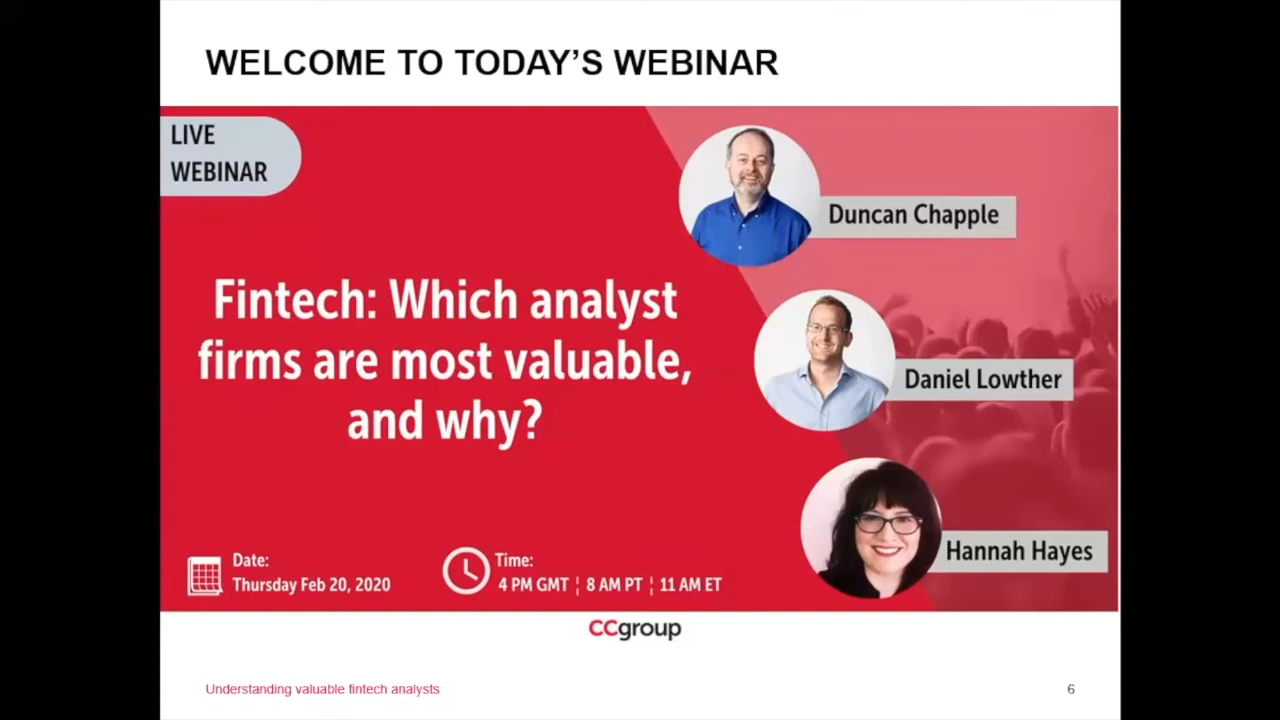 WELCOME TO TODAY'S WEBINAR
LIVE
WEBINAR
Duncan Chapple
Fintech: Which analyst
firms are most valuable,
and why?
Daniel Lowther
Hannah Hayes
Date:
Thursday Feb 20, 2020
Time:
4 PM GMT ¦ 8 AM PT ¦ 11 AM ET
CCgroup
Understanding valuable fintech analysts
6